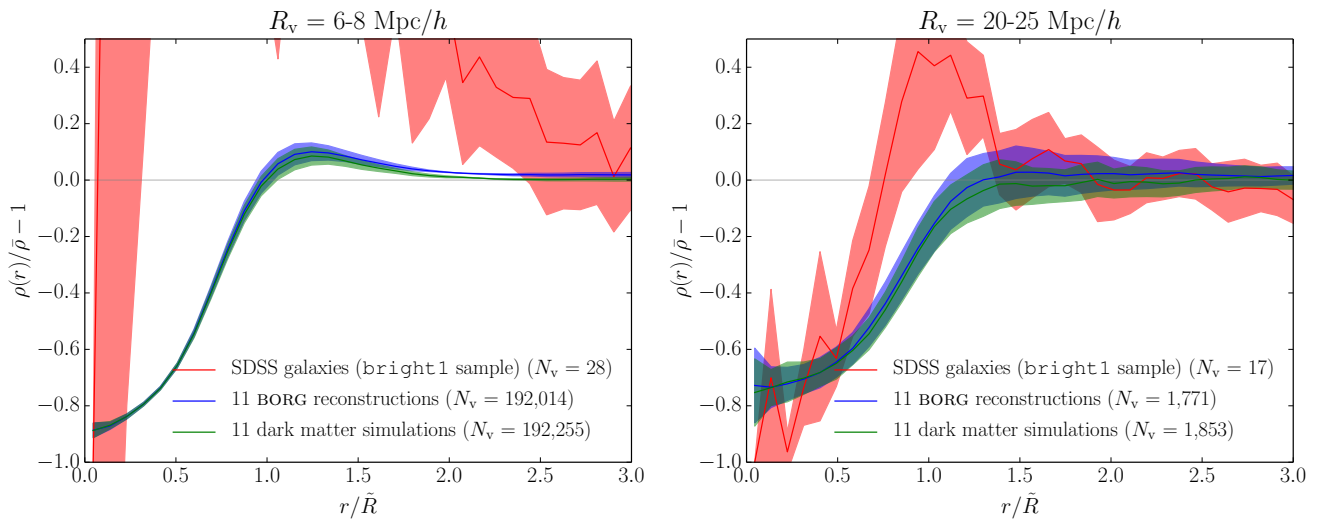 R_v = 6-8 Mpc/h
ρ(r)/ρ̄ − 1
0.4
0.2
0.0
−0.2
−0.4
−0.6
−0.8
−1.0
SDSS galaxies (bright1 sample) (N_v = 28)
11 BORG reconstructions (N_v = 192,014)
11 dark matter simulations (N_v = 192,255)
0.0 0.5 1.0 1.5 2.0 2.5 3.0
r/R̃
R_v = 20-25 Mpc/h
ρ(r)/ρ̄ − 1
0.4
0.2
0.0
−0.2
−0.4
−0.6
−0.8
−1.0
SDSS galaxies (bright1 sample) (N_v = 17)
11 BORG reconstructions (N_v = 1,771)
11 dark matter simulations (N_v = 1,853)
0.0 0.5 1.0 1.5 2.0 2.5 3.0
r/R̃